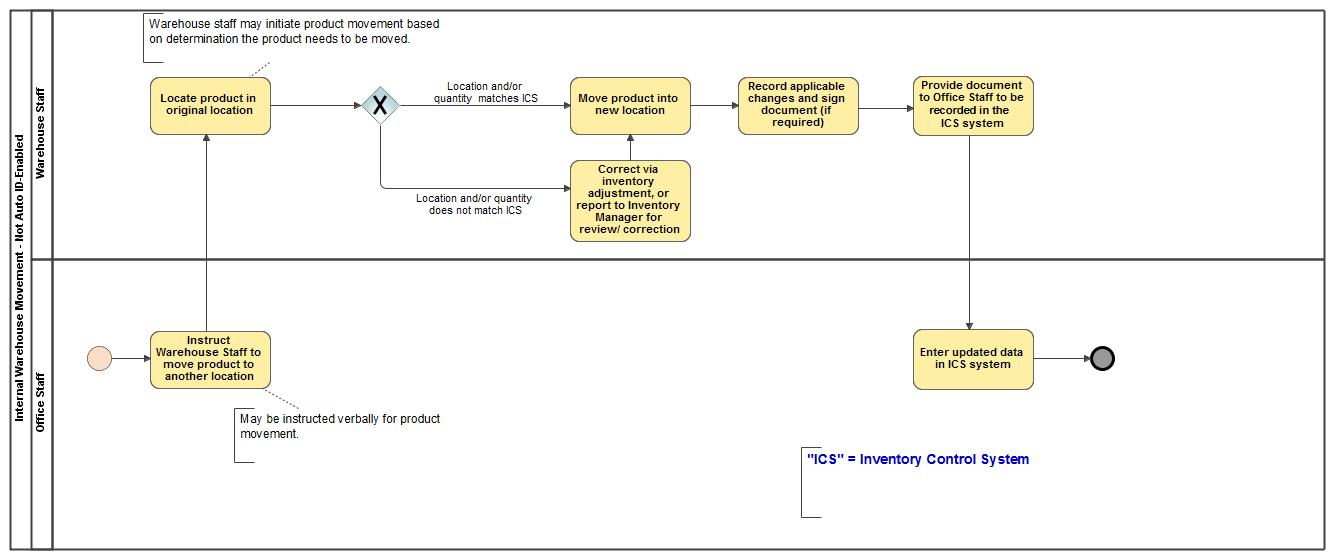 Internal Warehouse Movement - Not Auto ID-Enabled
Warehouse Staff
Warehouse staff may initiate product movement based
on determination the product needs to be moved.
Locate product in
original location
X
Location and/or
quantity matches ICS
Location and/or quantity
does not match ICS
Move product into
new location
Correct via
inventory
adjustment, or
report to Inventory
Manager for
review/ correction
Record applicable
changes and sign
document (if
required)
Provide document
to Office Staff to be
recorded in the
ICS system
Office Staff
Instruct
Warehouse Staff to
move product to
another location
May be instructed verbally for product
movement.
Enter updated data
in ICS system
"ICS" = Inventory Control System